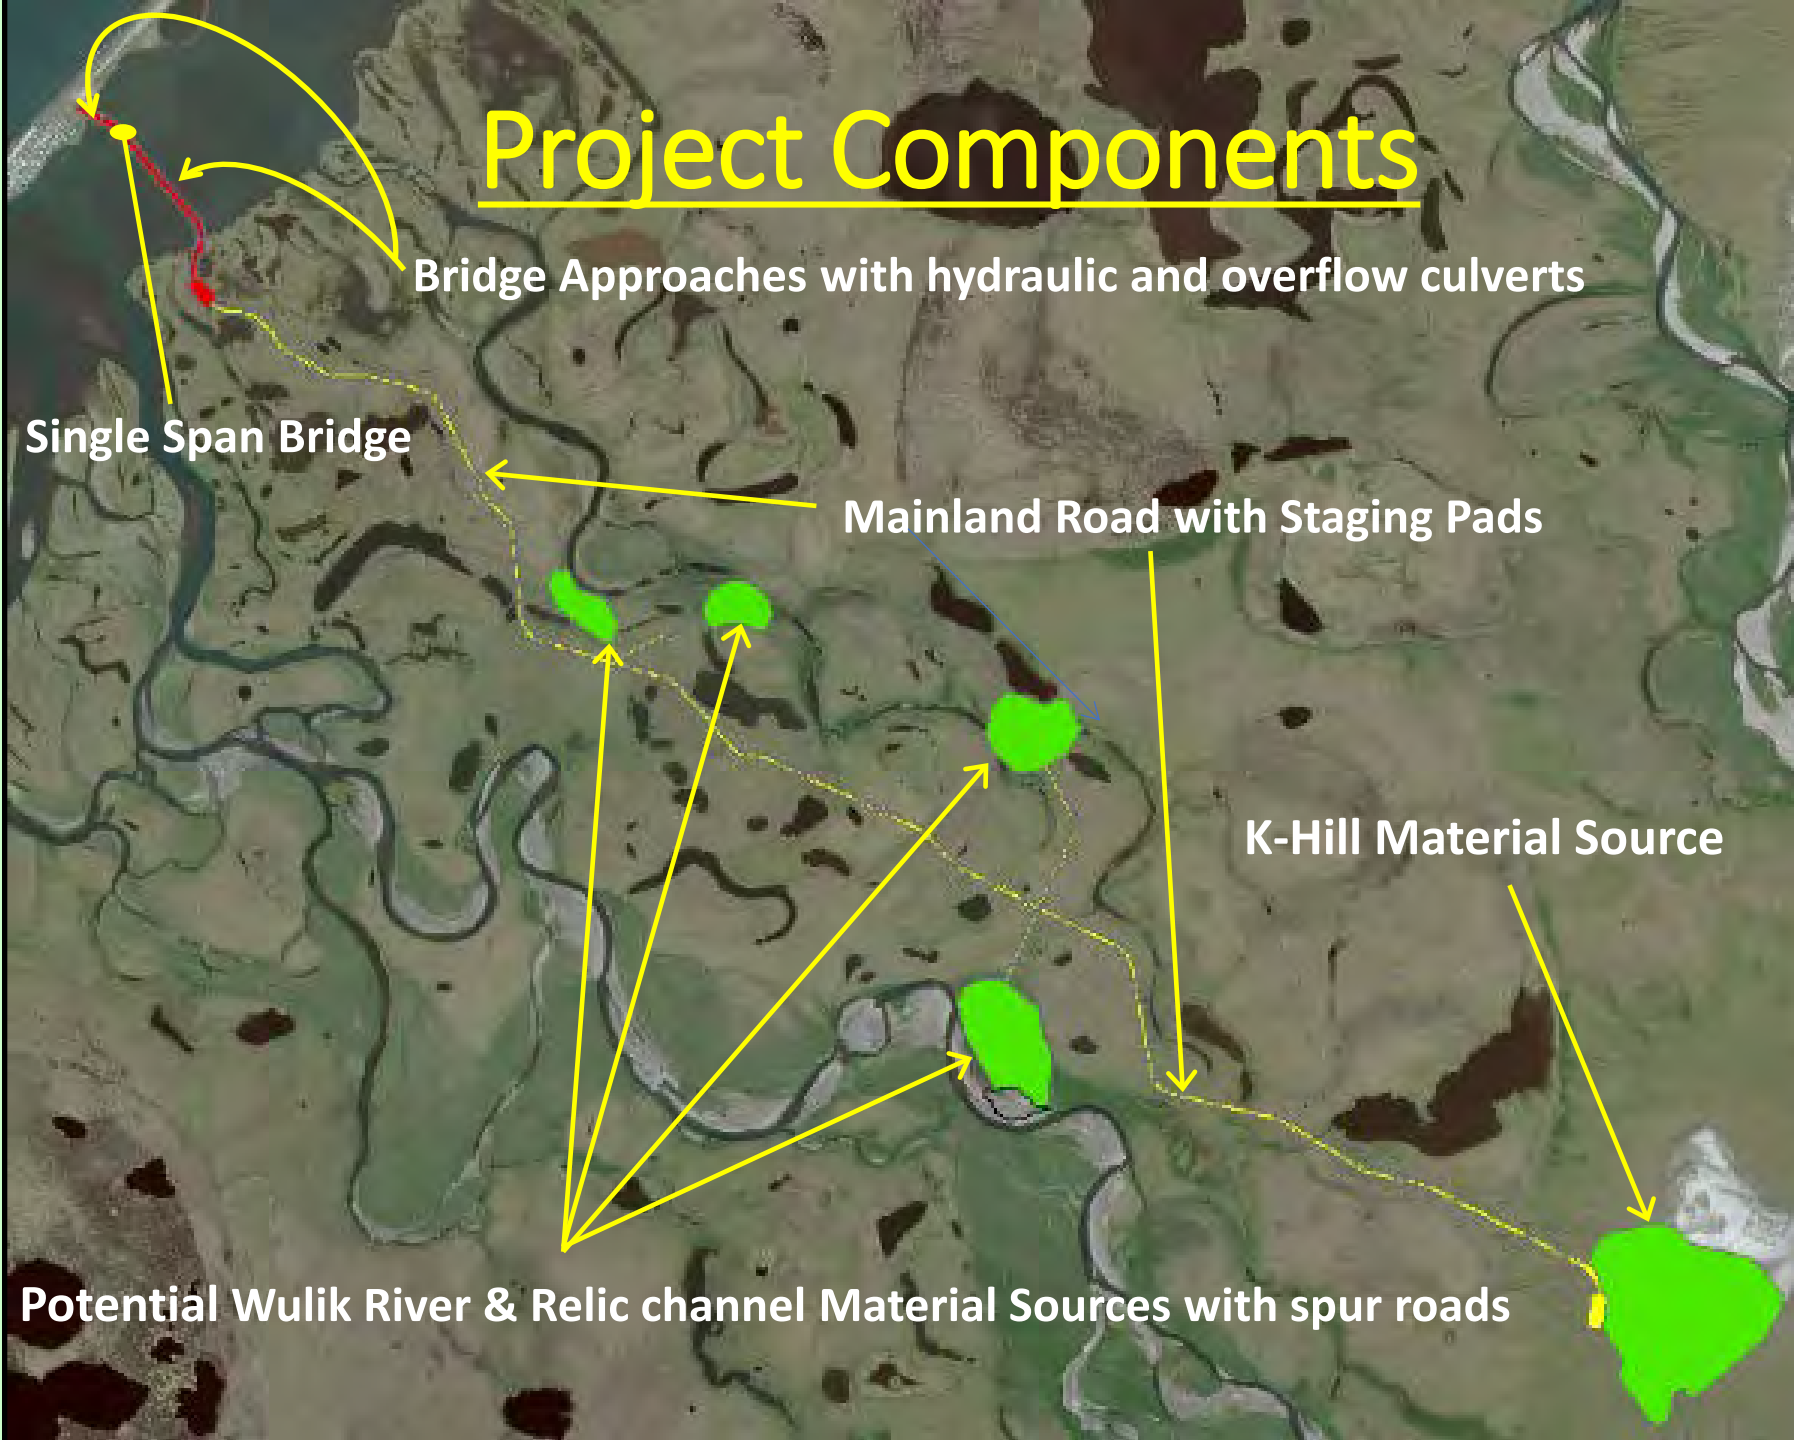 Project Components
Bridge Approaches with hydraulic and overflow culverts
Single Span Bridge
Mainland Road with Staging Pads
K-Hill Material Source
Potential Wulik River & Relic channel Material Sources with spur roads